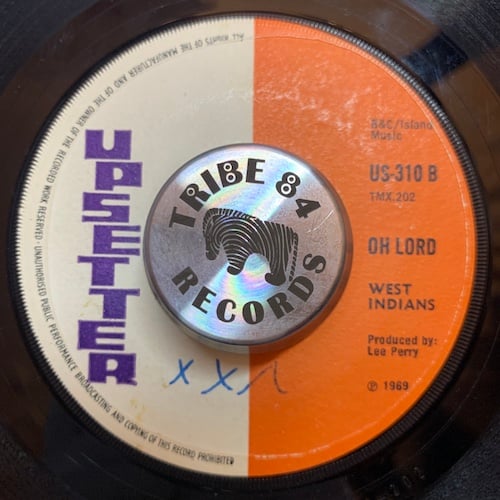 ALL RIGHTS OF THE MANUFACTURER AND OF THE OWNER OF THE RECORDED WORK RESERVED · UNAUTHORISED PUBLIC PERFORMANCE BROADCASTING AND COPYING OF THIS RECORD PROHIBITED
UPSETTER
TRIBE 84
RECORDS
B&C/Island
Music
US-310 B
TMX.202
OH LORD
WEST
INDIANS
Produced by:
Lee Perry
℗ 1969